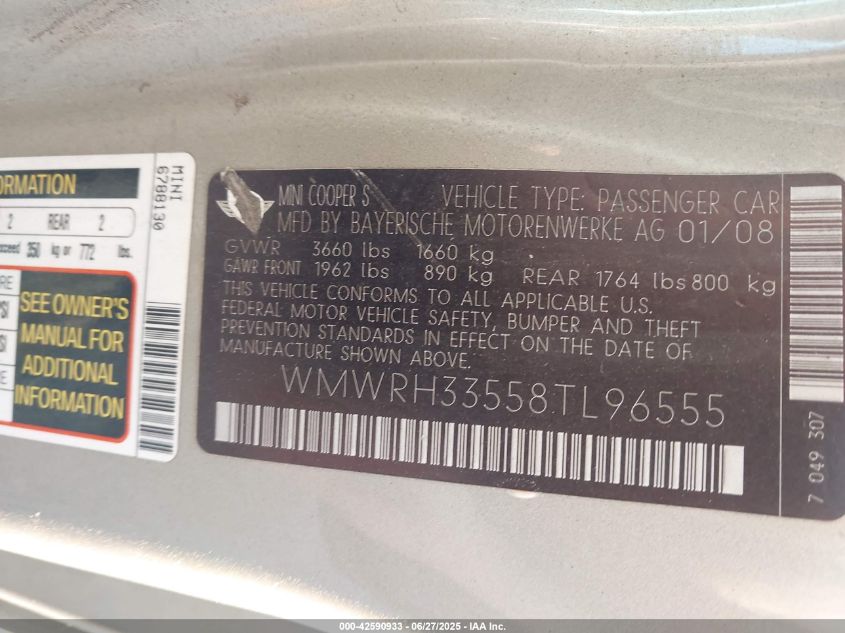 ORMATION
2 REAR 2
xceed 350 kg or 772 lbs.
RE
PSI
SI
SEE OWNER'S
MANUAL FOR
ADDITIONAL
INFORMATION
MINI
6788130
MINI COOPER S VEHICLE TYPE: PASSENGER CAR
MFD BY BAYERISCHE MOTORENWERKE AG 01/08
GVWR 3660 lbs 1660 kg
GAWR FRONT 1962 lbs 890 kg REAR 1764 lbs 800 kg
THIS VEHICLE CONFORMS TO ALL APPLICABLE U.S.
FEDERAL MOTOR VEHICLE SAFETY, BUMPER AND THEFT
PREVENTION STANDARDS IN EFFECT ON THE DATE OF
MANUFACTURE SHOWN ABOVE.
WMWRH33558TL96555
7 049 307
000-42590933 - 06/27/2025 - IAA Inc.